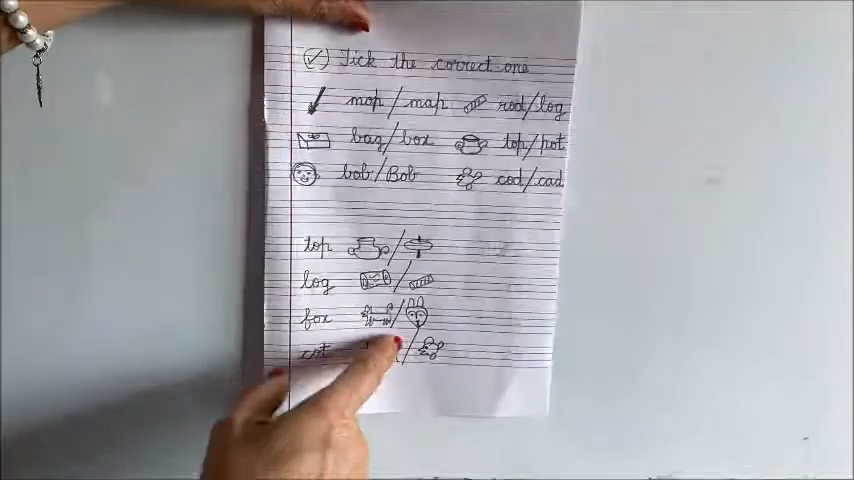 (✓) Tick the correct one
mop / map rod/log
bag/box top/pot
bob/Bob cod/cad
top /
log /
fox /
cot /